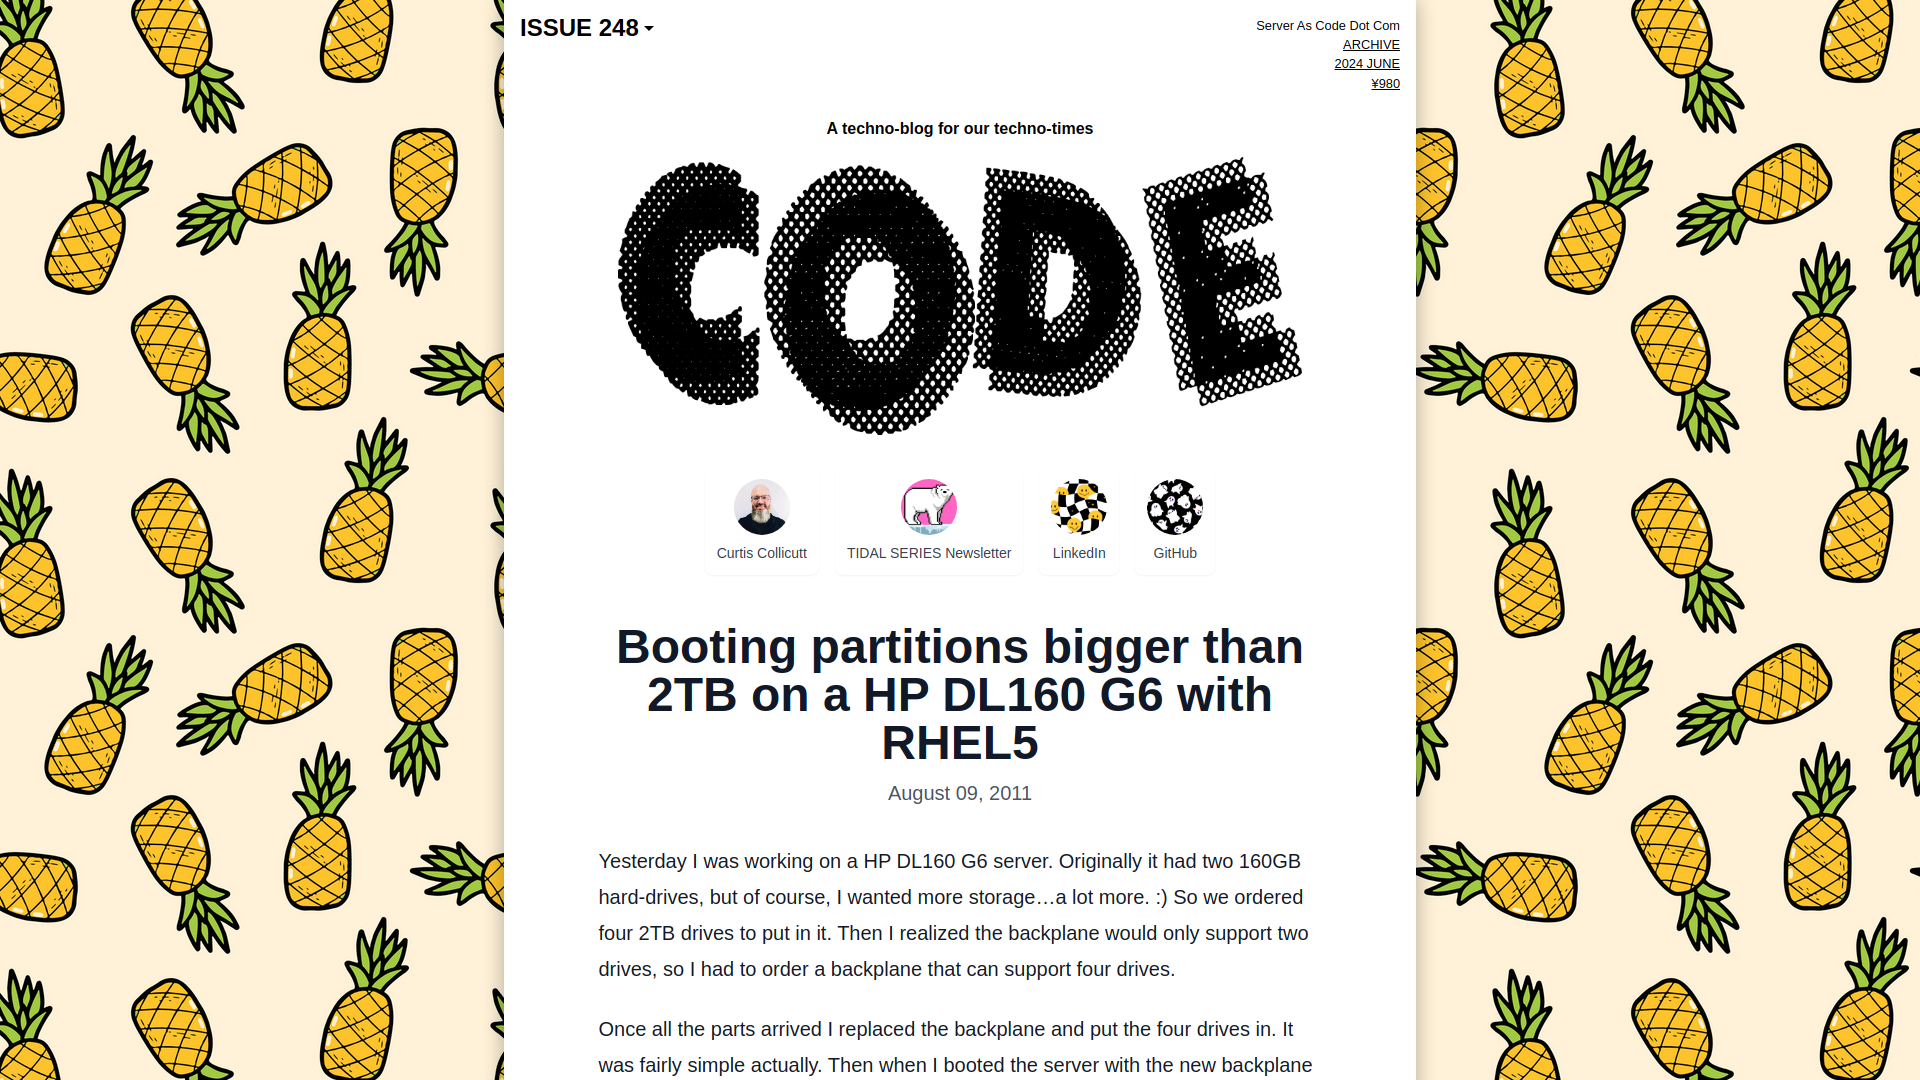 ISSUE 248
Server As Code Dot Com
ARCHIVE
2024 JUNE
¥980
A techno-blog for our techno-times
CODE
Curtis Collicutt
TIDAL SERIES Newsletter
LinkedIn
GitHub
Booting partitions bigger than
2TB on a HP DL160 G6 with
RHEL5
August 09, 2011
Yesterday I was working on a HP DL160 G6 server. Originally it had two 160GB
hard-drives, but of course, I wanted more storage…a lot more. :) So we ordered
four 2TB drives to put in it. Then I realized the backplane would only support two
drives, so I had to order a backplane that can support four drives.
Once all the parts arrived I replaced the backplane and put the four drives in. It
was fairly simple actually. Then when I booted the server with the new backplane